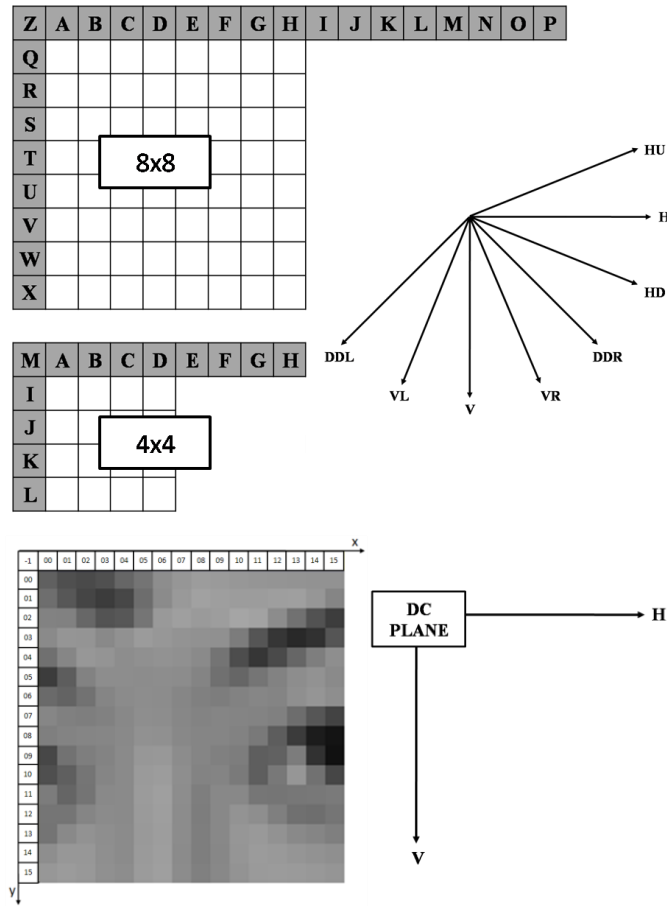 Z A B C D E F G H I J K L M N O P
Q
R
S
T
U
V
W
X
8x8
HU
H
HD
DDR
VR
V
VL
DDL
M A B C D E F G H
I
J
K
L
4x4
x
-1 00 01 02 03 04 05 06 07 08 09 10 11 12 13 14 15
00
01
02
03
04
05
06
07
08
09
10
11
12
13
14
15
y
DC
PLANE
H
V